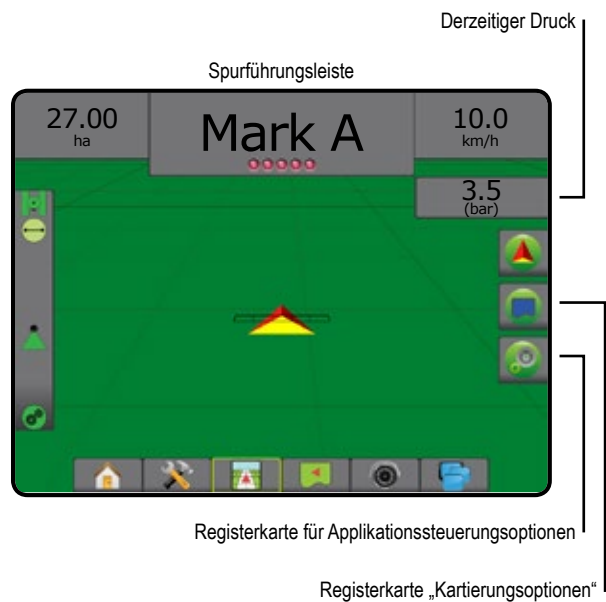 Derzeitiger Druck
Spurführungsleiste
27.00
ha
Mark A
10.0
km/h
3.5
(bar)
Registerkarte für Applikationssteuerungsoptionen
Registerkarte „Kartierungsoptionen“